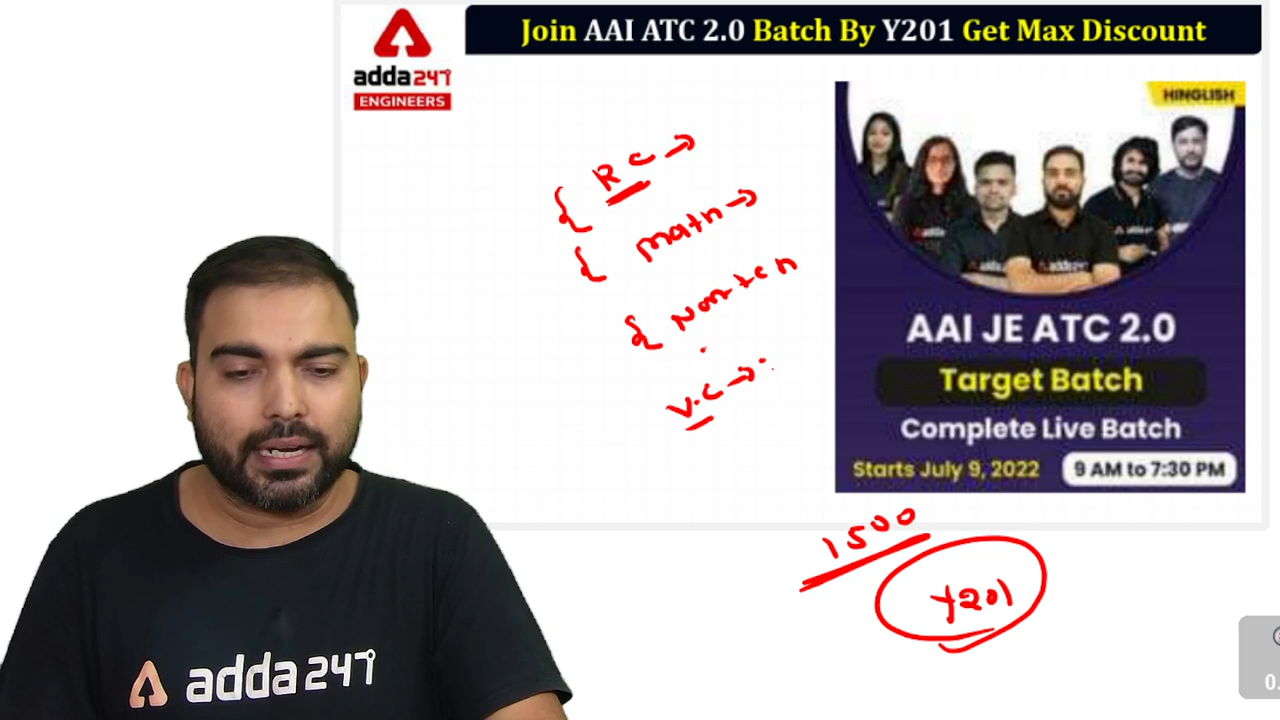 Join AAI ATC 2.0 Batch By Y201 Get Max Discount
adda247
ENGINEERS
HINGLISH
RC →
{ Math →
{ Nontech
V.C →
AAI JE ATC 2.0
Target Batch
Complete Live Batch
Starts July 9, 2022
9 AM to 7:30 PM
1500
Y201
adda247
0.